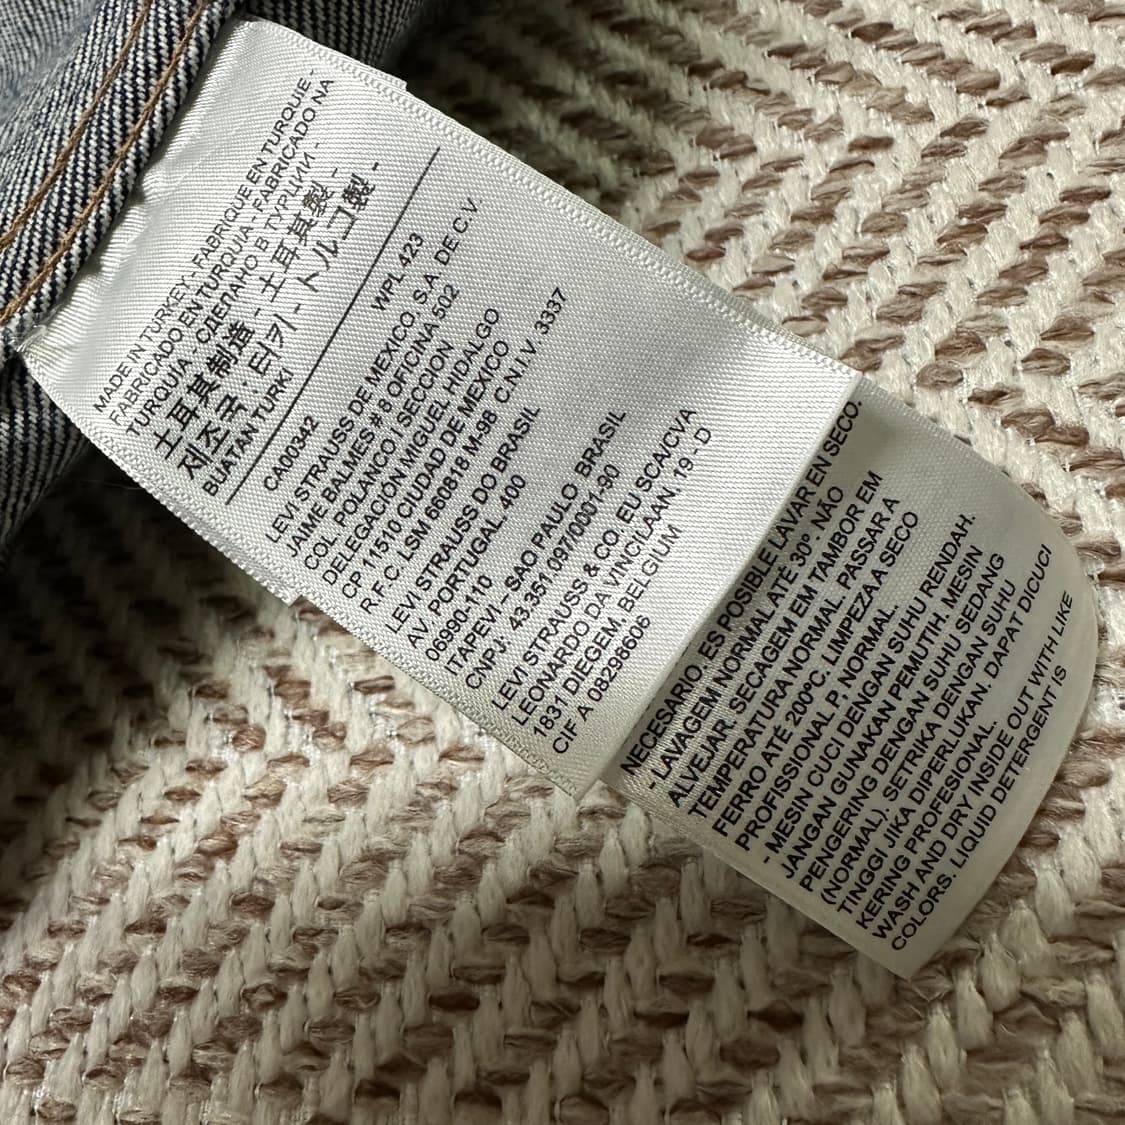 MADE IN TURKEY - FABRIQUE EN TURQUIE -
FABRICADO EN TURQUIA - FABRICADO NA
TURQUÍA - СДЕЛАНО В ТУРЦИИ -
土耳其制造 - 土耳其製 -
제조국 : 터키 - トルコ製 -
BUATAN TURKI
CA00342 WPL 423
LEVI STRAUSS DE MEXICO, S.A. DE C.V.
JAIME BALMES # 8 OFICINA 502
COL. POLANCO I SECCION
DELEGACIÓN MIGUEL HIDALGO
CP 11510 CIUDAD DE MEXICO
R.F.C. LSM 660818 M-98 C.N.I.V. 3337
LEVI STRAUSS DO BRASIL
AV. PORTUGAL, 400
06690-110
ITAPEVI – SAO PAULO BRASIL
CNPJ: 43.351.097/0001-90
LEVI STRAUSS & CO. EU SCA/CVA
LEONARDO DA VINCILAAN, 19 - D
1831 DIEGEM, BELGIUM
CIF A 08298606
NECESARIO. ES POSIBLE LAVAR EN SECO.
- LAVAGEM NORMAL ATÉ 30°. NÃO
ALVEJAR. SECAGEM EM TAMBOR EM
TEMPERATURA NORMAL. PASSAR A
FERRO ATÉ 200°C. LIMPEZA A SECO
PROFISSIONAL P, NORMAL.
- MESIN CUCI DENGAN SUHU RENDAH.
JANGAN GUNAKAN PEMUTIH. MESIN
PENGERING DENGAN SUHU SEDANG
(NORMAL). SETRIKA DENGAN SUHU
TINGGI JIKA DIPERLUKAN. DAPAT DICUCI
KERING PROFESIONAL.
WASH AND DRY INSIDE OUT WITH LIKE
COLORS. LIQUID DETERGENT IS